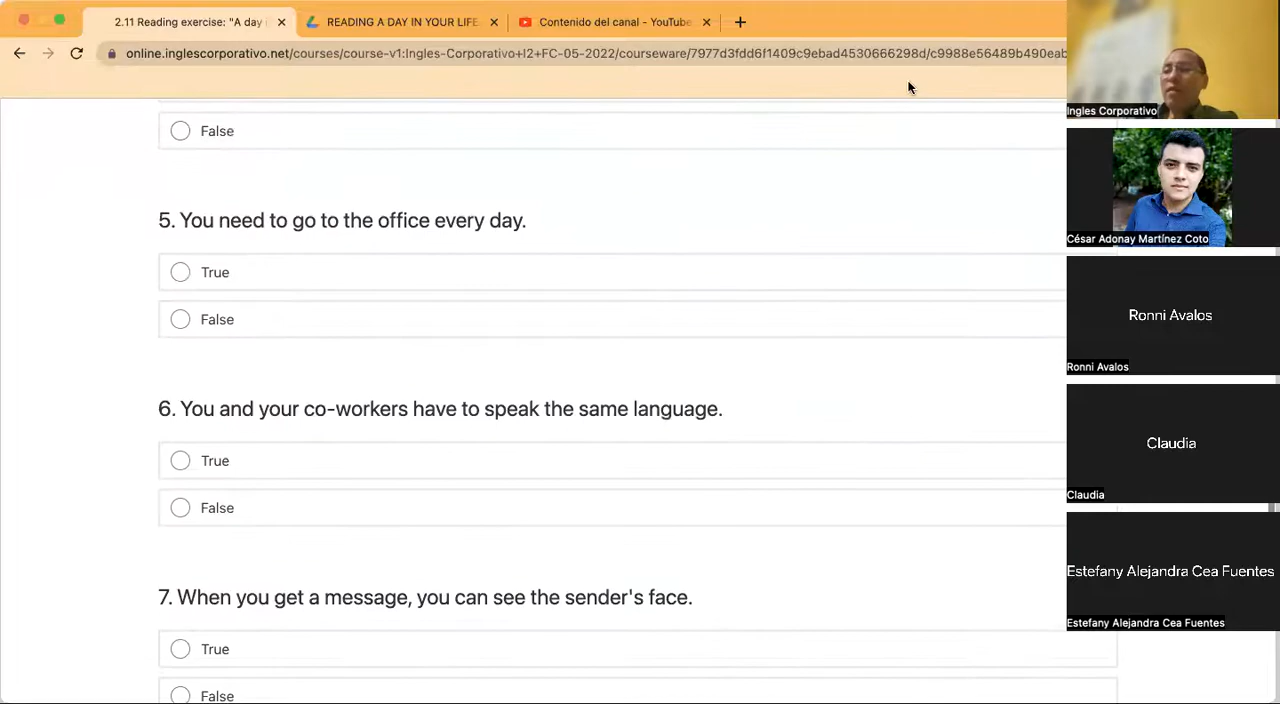 2.11 Reading exercise: "A day
READING A DAY IN YOUR LIFE
Contenido del canal - YouTube
online.inglescorporativo.net/courses/course-v1:Ingles-Corporativo+I2+FC-05-2022/courseware/7977d3fdd6f1409c9ebad4530666298d/c9988e56489b490eab
False
5. You need to go to the office every day.
True
False
6. You and your co-workers have to speak the same language.
True
False
7. When you get a message, you can see the sender's face.
True
False
Ingles Corporativo
César Adonay Martínez Coto
Ronni Avalos
Ronni Avalos
Claudia
Claudia
Estefany Alejandra Cea Fuentes
Estefany Alejandra Cea Fuentes